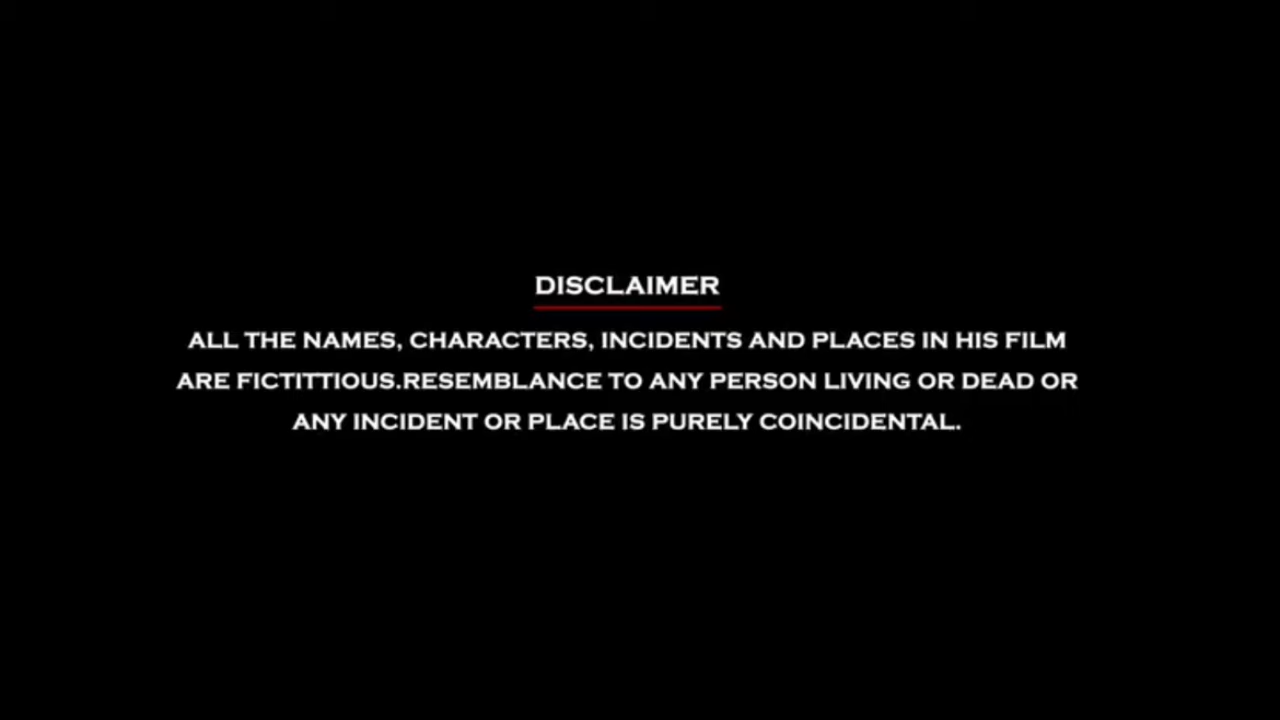 DISCLAIMER
ALL THE NAMES, CHARACTERS, INCIDENTS AND PLACES IN HIS FILM
ARE FICTITTIOUS.RESEMBLANCE TO ANY PERSON LIVING OR DEAD OR
ANY INCIDENT OR PLACE IS PURELY COINCIDENTAL.